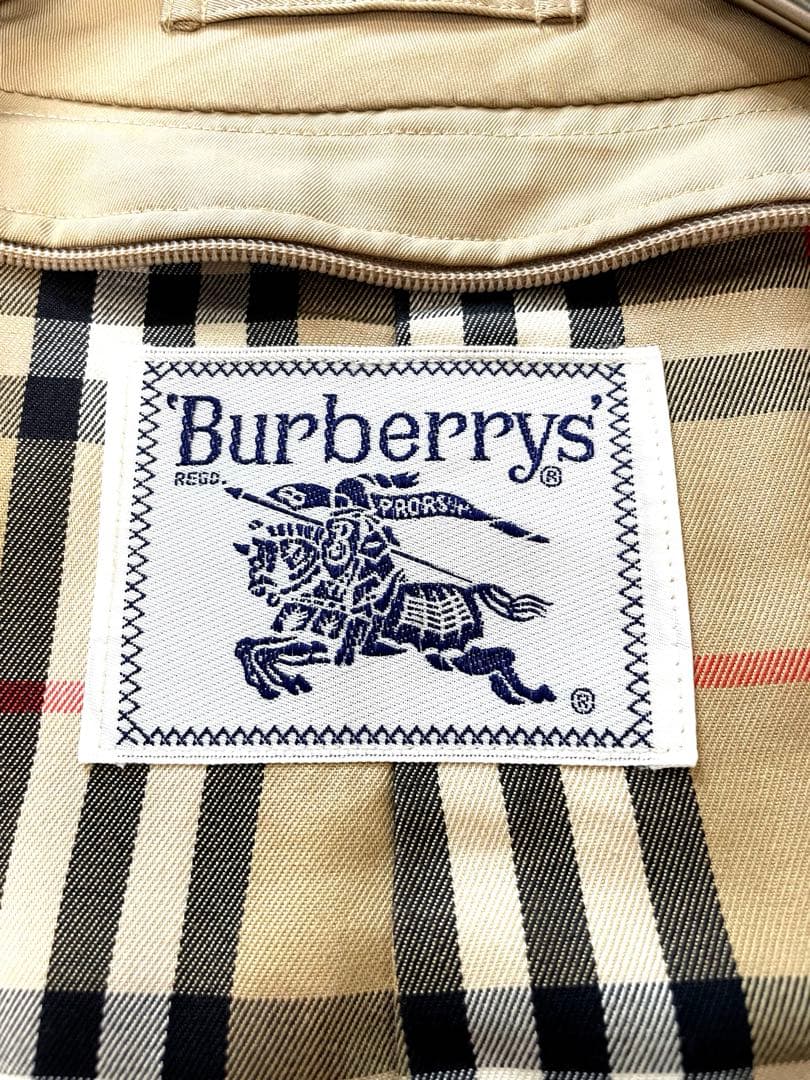 'Burberrys'
REGD. ®
PRORSUM
®